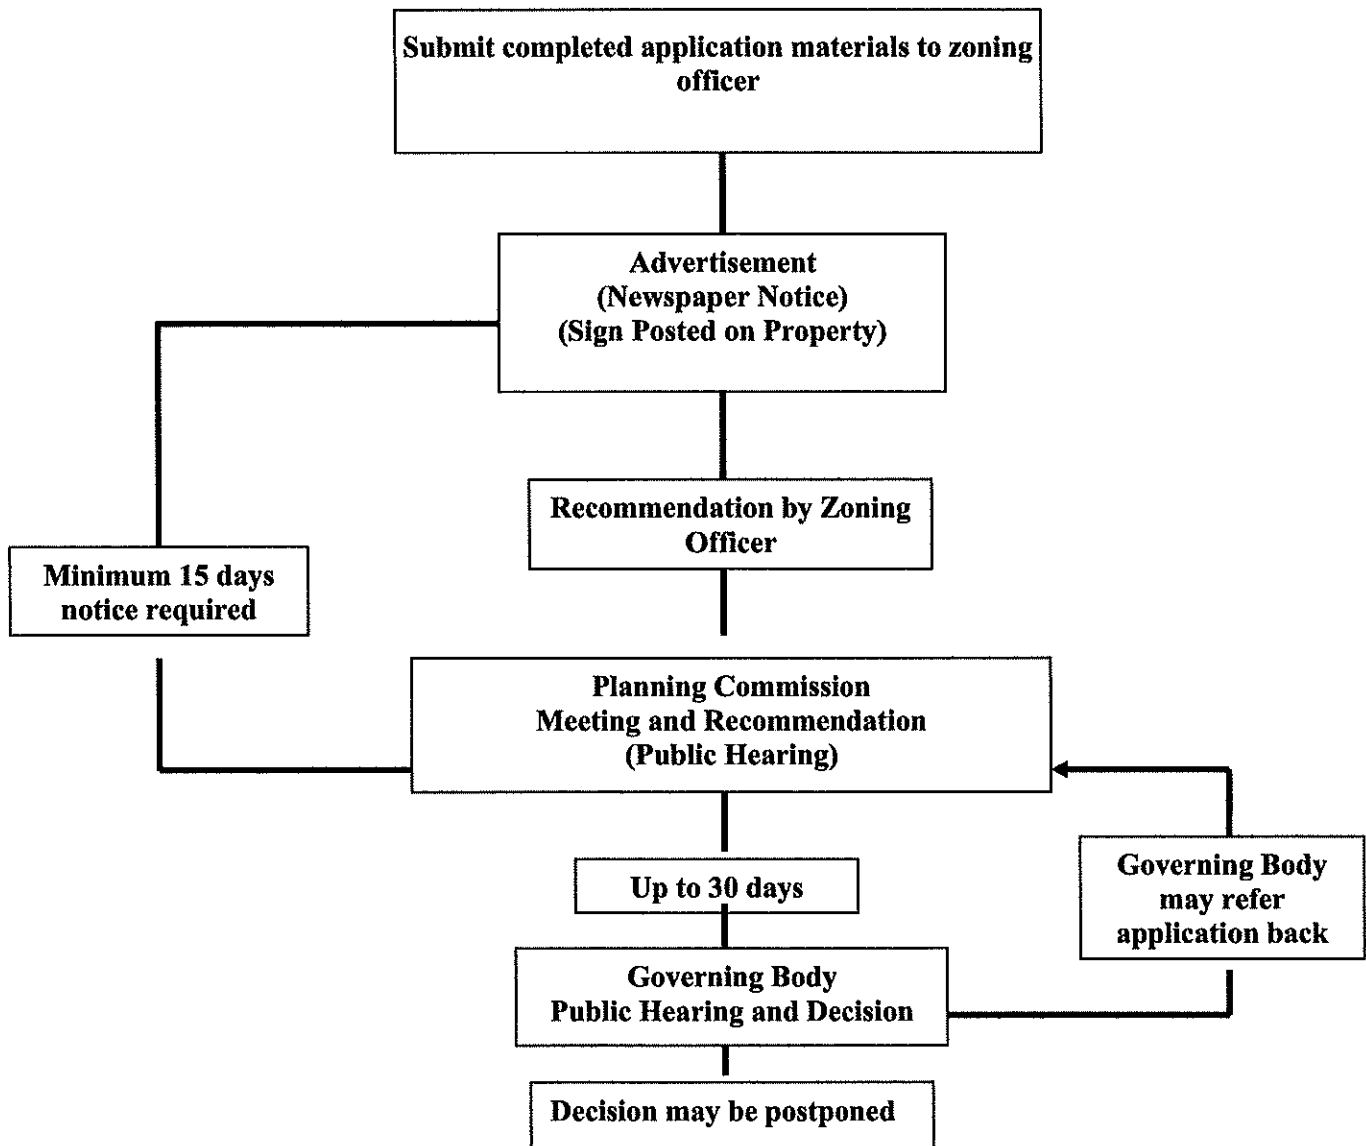 Submit completed application materials to zoning
officer
Advertisement
(Newspaper Notice)
(Sign Posted on Property)
Recommendation by Zoning
Officer
Minimum 15 days
notice required
Planning Commission
Meeting and Recommendation
(Public Hearing)
Up to 30 days
Governing Body
may refer
application back
Governing Body
Public Hearing and Decision
Decision may be postponed